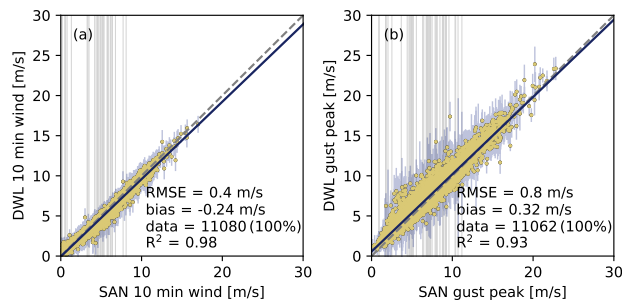 (a)
DWL 10 min wind [m/s]
30
25
20
15
10
5
0
RMSE = 0.4 m/s
bias = -0.24 m/s
data = 11080 (100%)
R² = 0.98
0 10 20 30
SAN 10 min wind [m/s]
(b)
DWL gust peak [m/s]
30
25
20
15
10
5
0
RMSE = 0.8 m/s
bias = 0.32 m/s
data = 11062 (100%)
R² = 0.93
0 10 20 30
SAN gust peak [m/s]